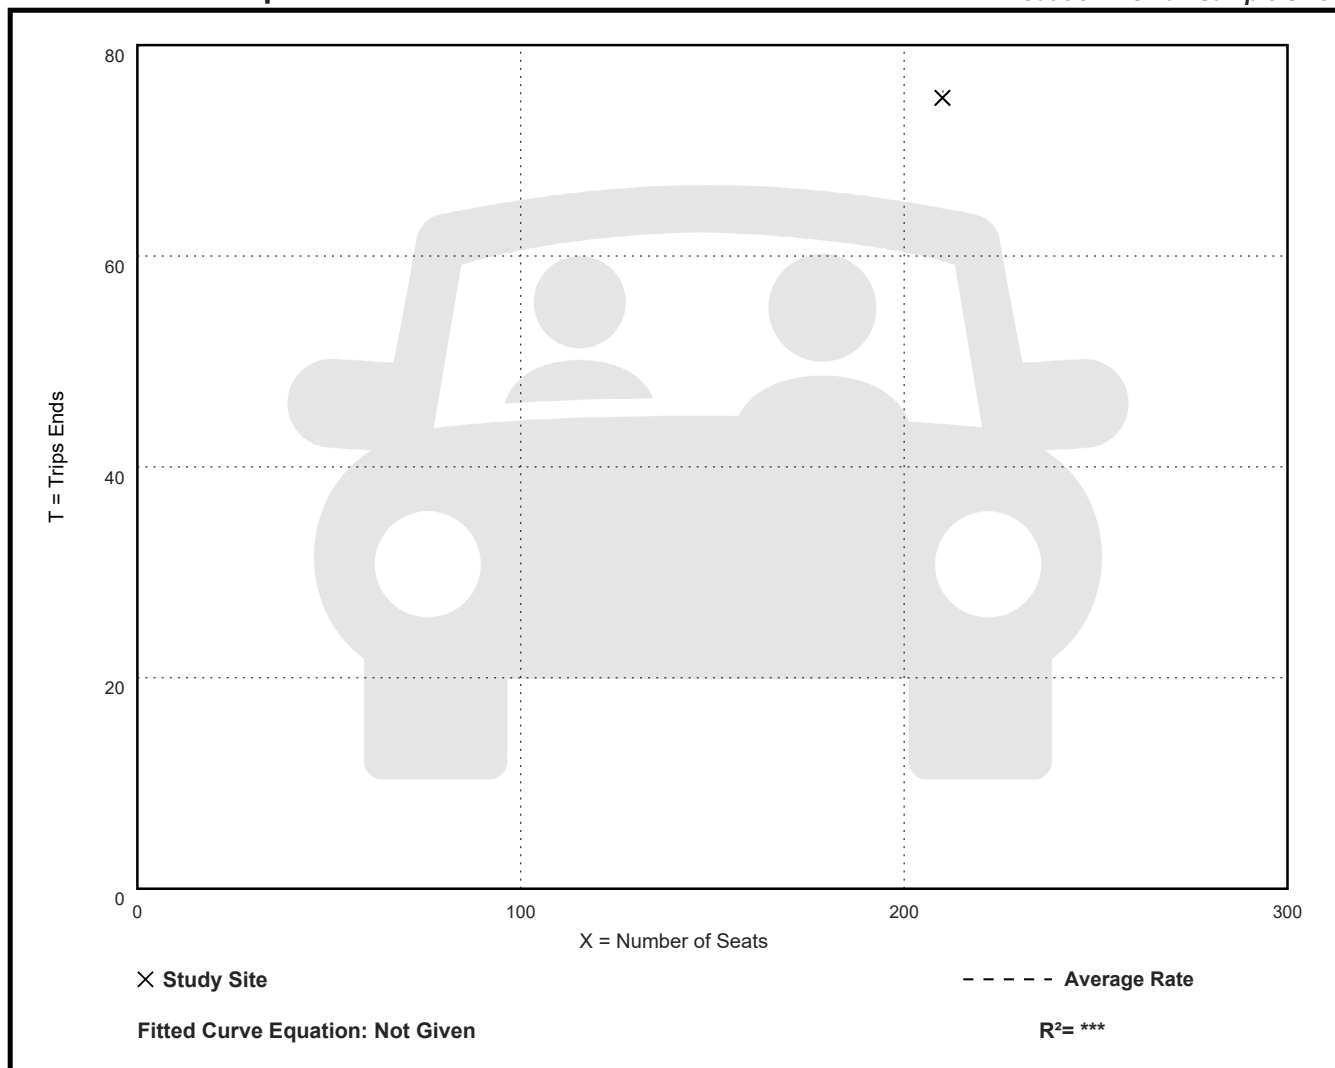 80
60
40
20
0
T = Trips Ends
0 100 200 300
X = Number of Seats
Study Site
Average Rate
Fitted Curve Equation: Not Given
R²= ***